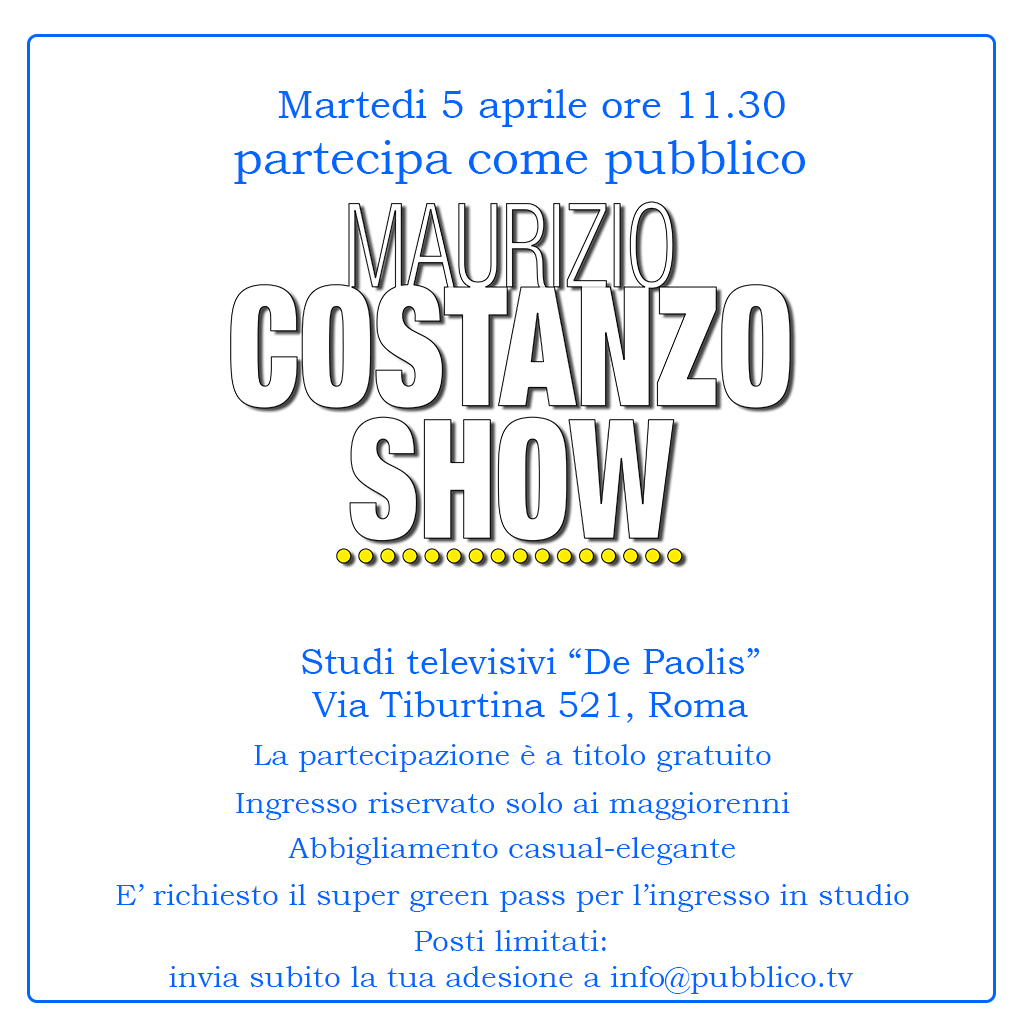 Martedi 5 aprile ore 11.30
partecipa come pubblico
MAURIZIO
COSTANZO
SHOW
Studi televisivi “De Paolis”
Via Tiburtina 521, Roma
La partecipazione è a titolo gratuito
Ingresso riservato solo ai maggiorenni
Abbigliamento casual-elegante
E’ richiesto il super green pass per l’ingresso in studio
Posti limitati:
invia subito la tua adesione a info@pubblico.tv